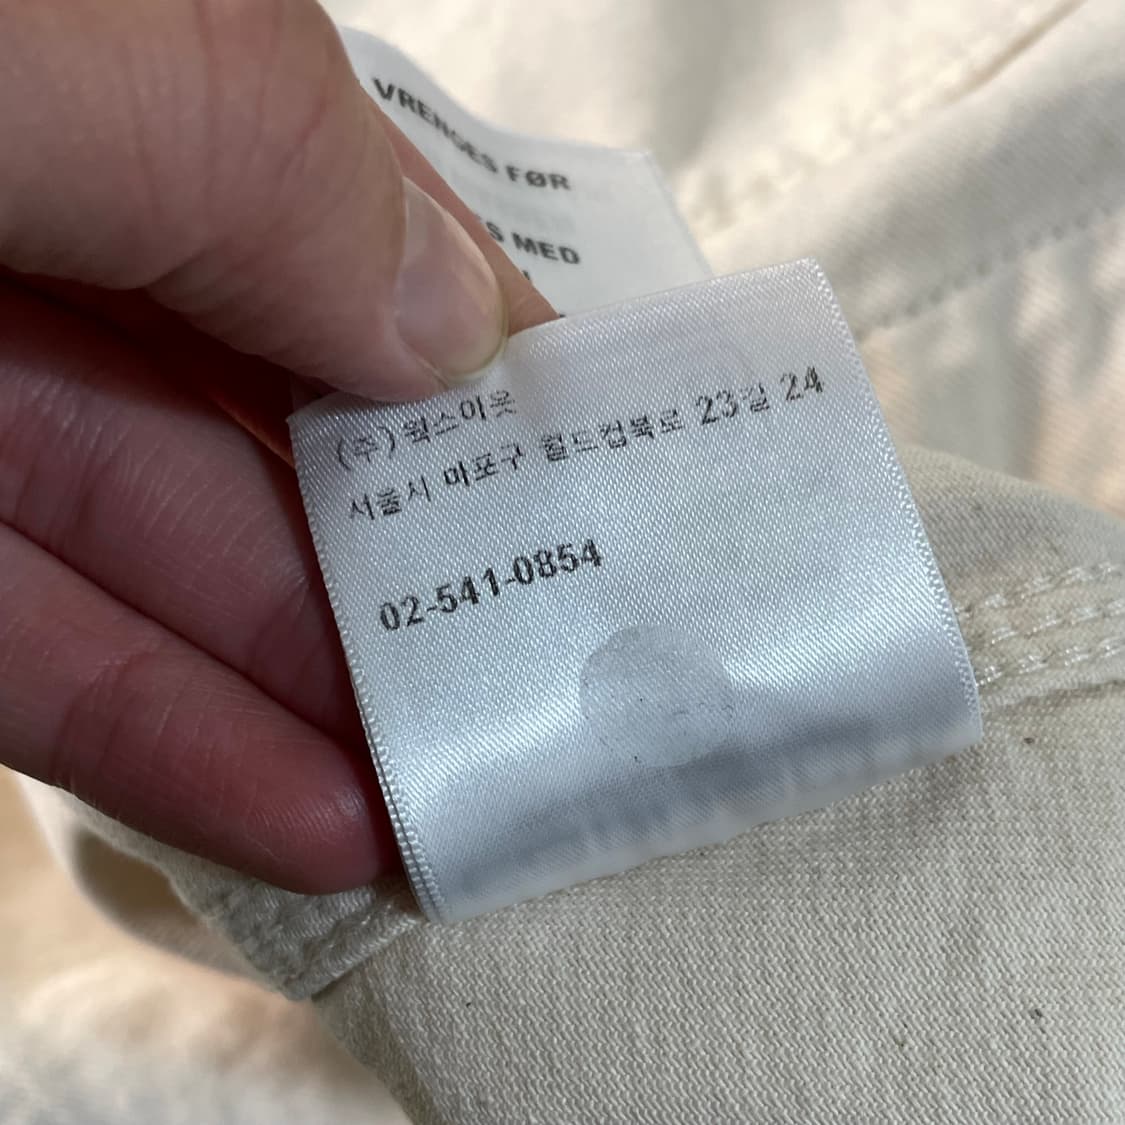 VRENGES FØR
S MED
(주)웍스아웃
서울시 마포구 월드컵북로 23길 24
02-541-0854